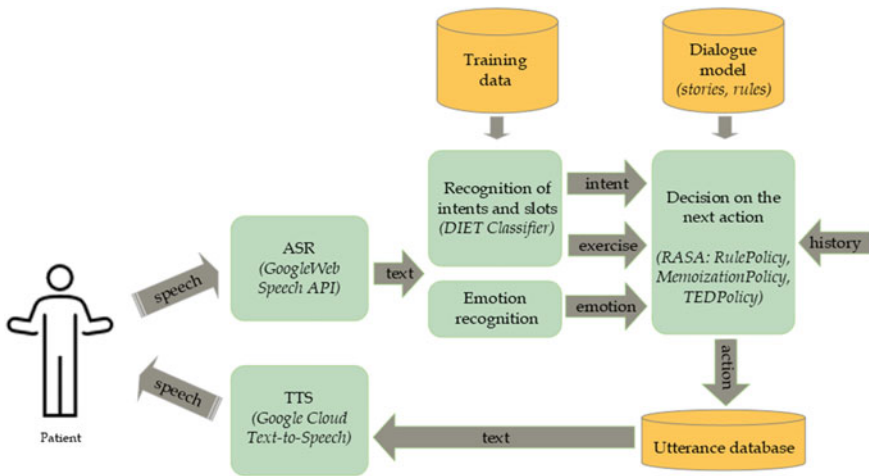 Training
data
Dialogue
model
(stories, rules)
Recognition of
intents and slots
(DIET Classifier)
intent
exercise
Decision on the
next action
(RASA: RulePolicy,
MemoizationPolicy,
TEDPolicy)
history
ASR
(GoogleWeb
Speech API)
speech
text
Emotion
recognition
emotion
action
speech
TTS
(Google Cloud
Text-to-Speech)
text
Utterance database
Patient